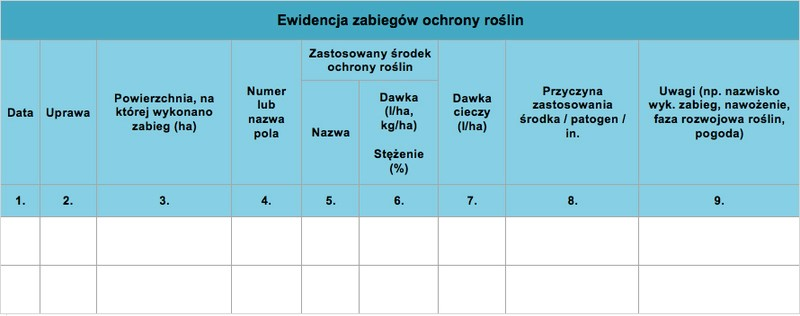 Ewidencja zabiegów ochrony roślin
Data
Uprawa
Powierzchnia, na
której wykonano
zabieg (ha)
Numer
lub
nazwa
pola
Zastosowany środek
ochrony roślin
Nazwa
Dawka
(l/ha,
kg/ha)
Stężenie
(%)
Dawka
cieczy
(l/ha)
Przyczyna
zastosowania
środka / patogen /
in.
Uwagi (np. nazwisko
wyk. zabieg, nawożenie,
faza rozwojowa roślin,
pogoda)
1.
2.
3.
4.
5.
6.
7.
8.
9.